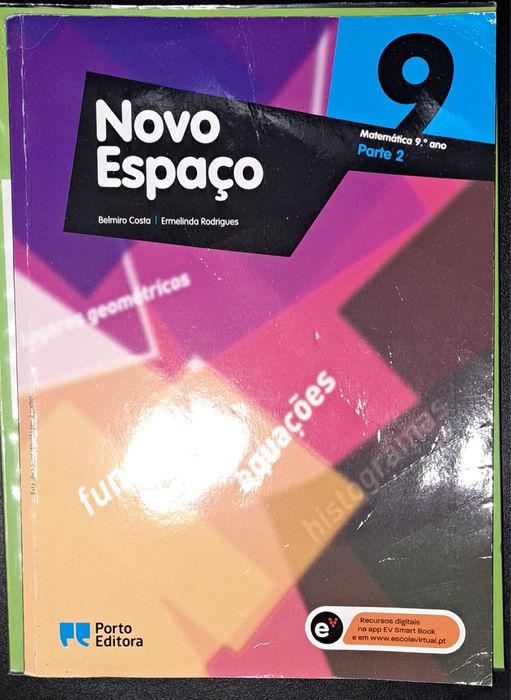 9
Matemática 9.º ano
Parte 2
Novo
Espaço
Belmiro Costa | Ermelinda Rodrigues
lugares geométricos
equações
histogramas
Porto
Editora
e
Recursos digitais
na app EV Smart Book
e em www.escolavirtual.pt